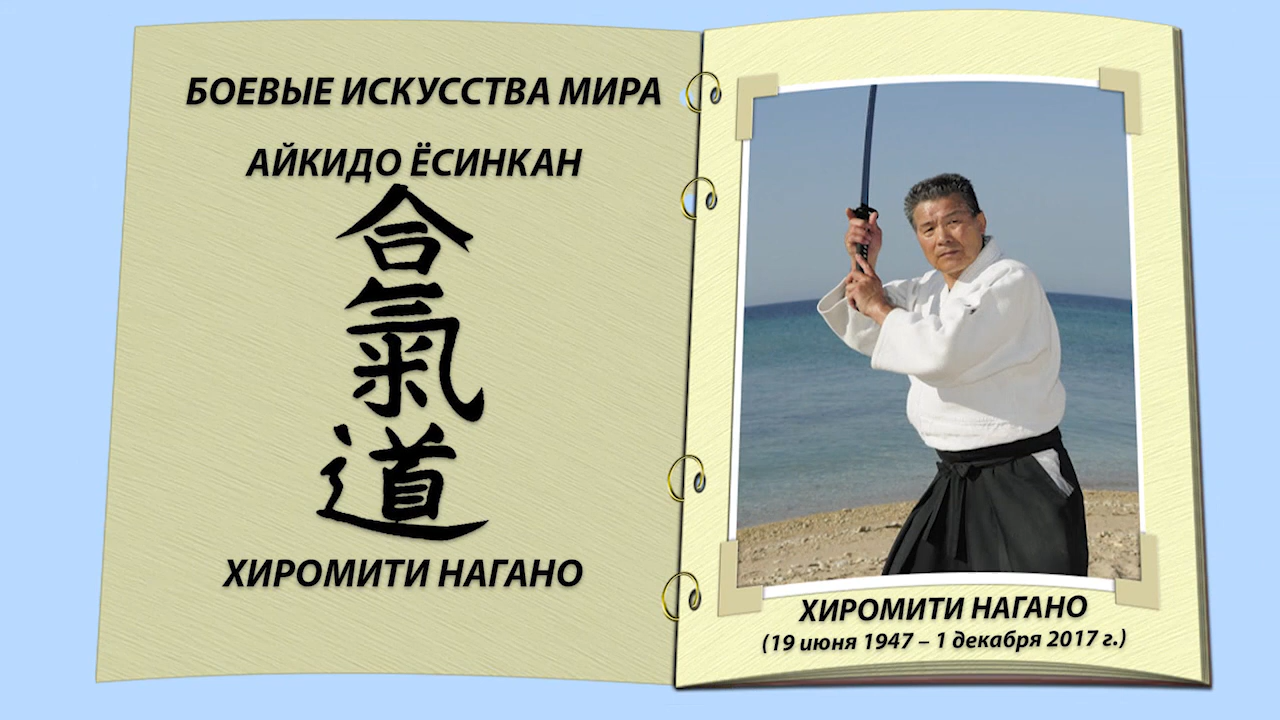 БОЕВЫЕ ИСКУССТВА МИРА
АЙКИДО ЁСИНКАН
合
氣
道
ХИРОМИТИ НАГАНО
ХИРОМИТИ НАГАНО
(19 июня 1947 – 1 декабря 2017 г.)